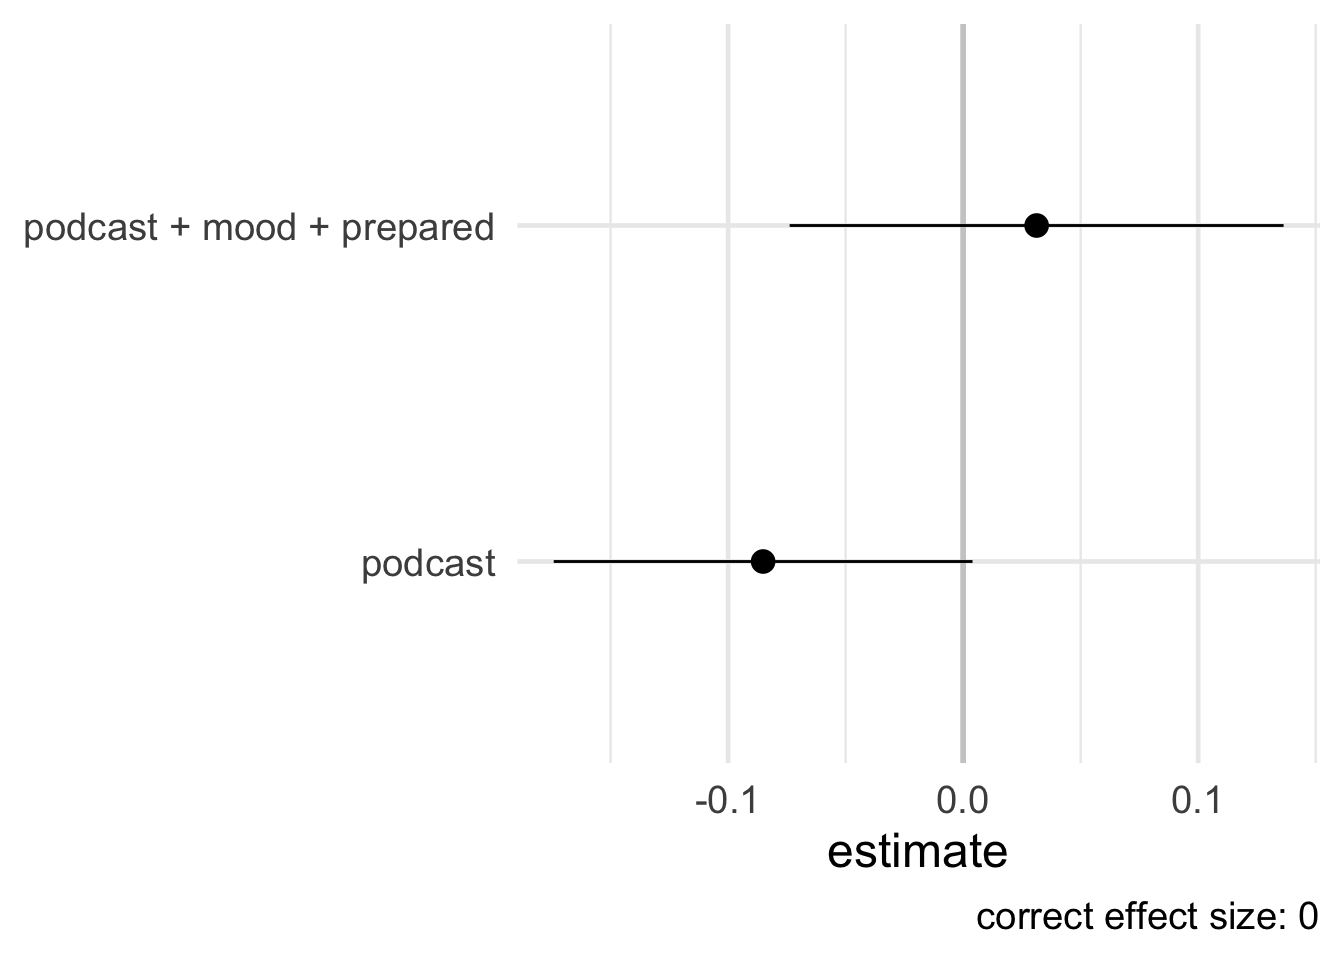 podcast + mood + prepared
podcast
-0.1 0.0 0.1
estimate
correct effect size: 0